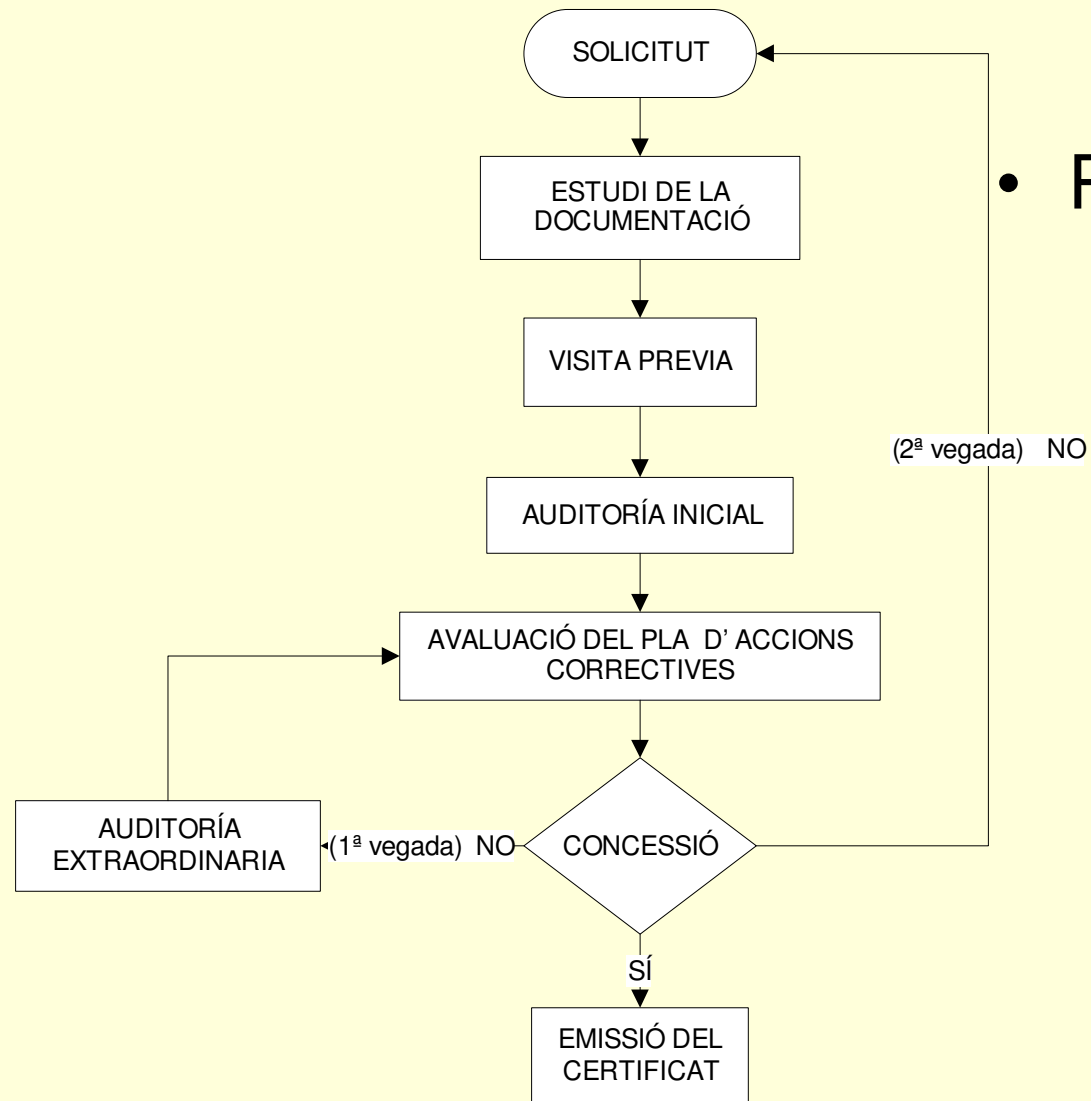 SOLICITUT
ESTUDI DE LA
DOCUMENTACIÓ
VISITA PREVIA
(2ª vegada) NO
AUDITORÍA INICIAL
AVALUACIÓ DEL PLA D' ACCIONS
CORRECTIVES
AUDITORÍA
EXTRAORDINARIA
(1ª vegada) NO
CONCESSIÓ
SÍ
EMISSIÓ DEL
CERTIFICAT